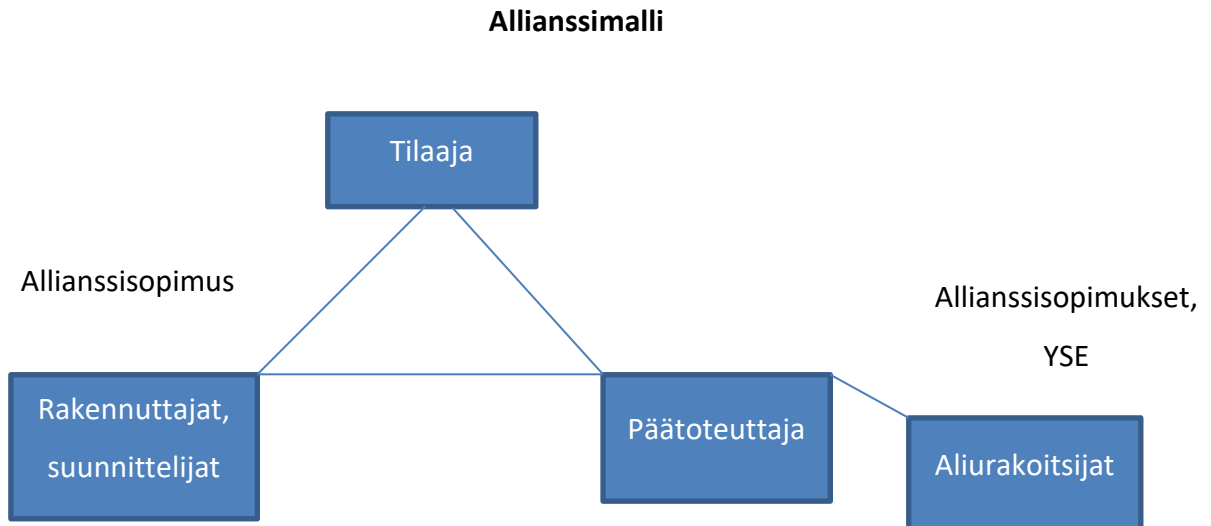 Allianssimalli
Tilaaja
Allianssisopimus
Allianssisopimukset,
YSE
Rakennuttajat,
suunnittelijat
Päätoteuttaja
Aliurakoitsijat